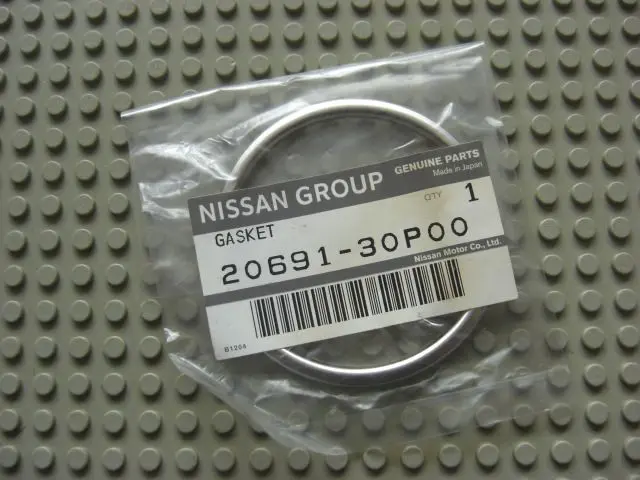 NISSAN GROUP GENUINE PARTS
Made in Japan
GASKET QTY 1
20691-30P00
Nissan Motor Co., Ltd.
B1204